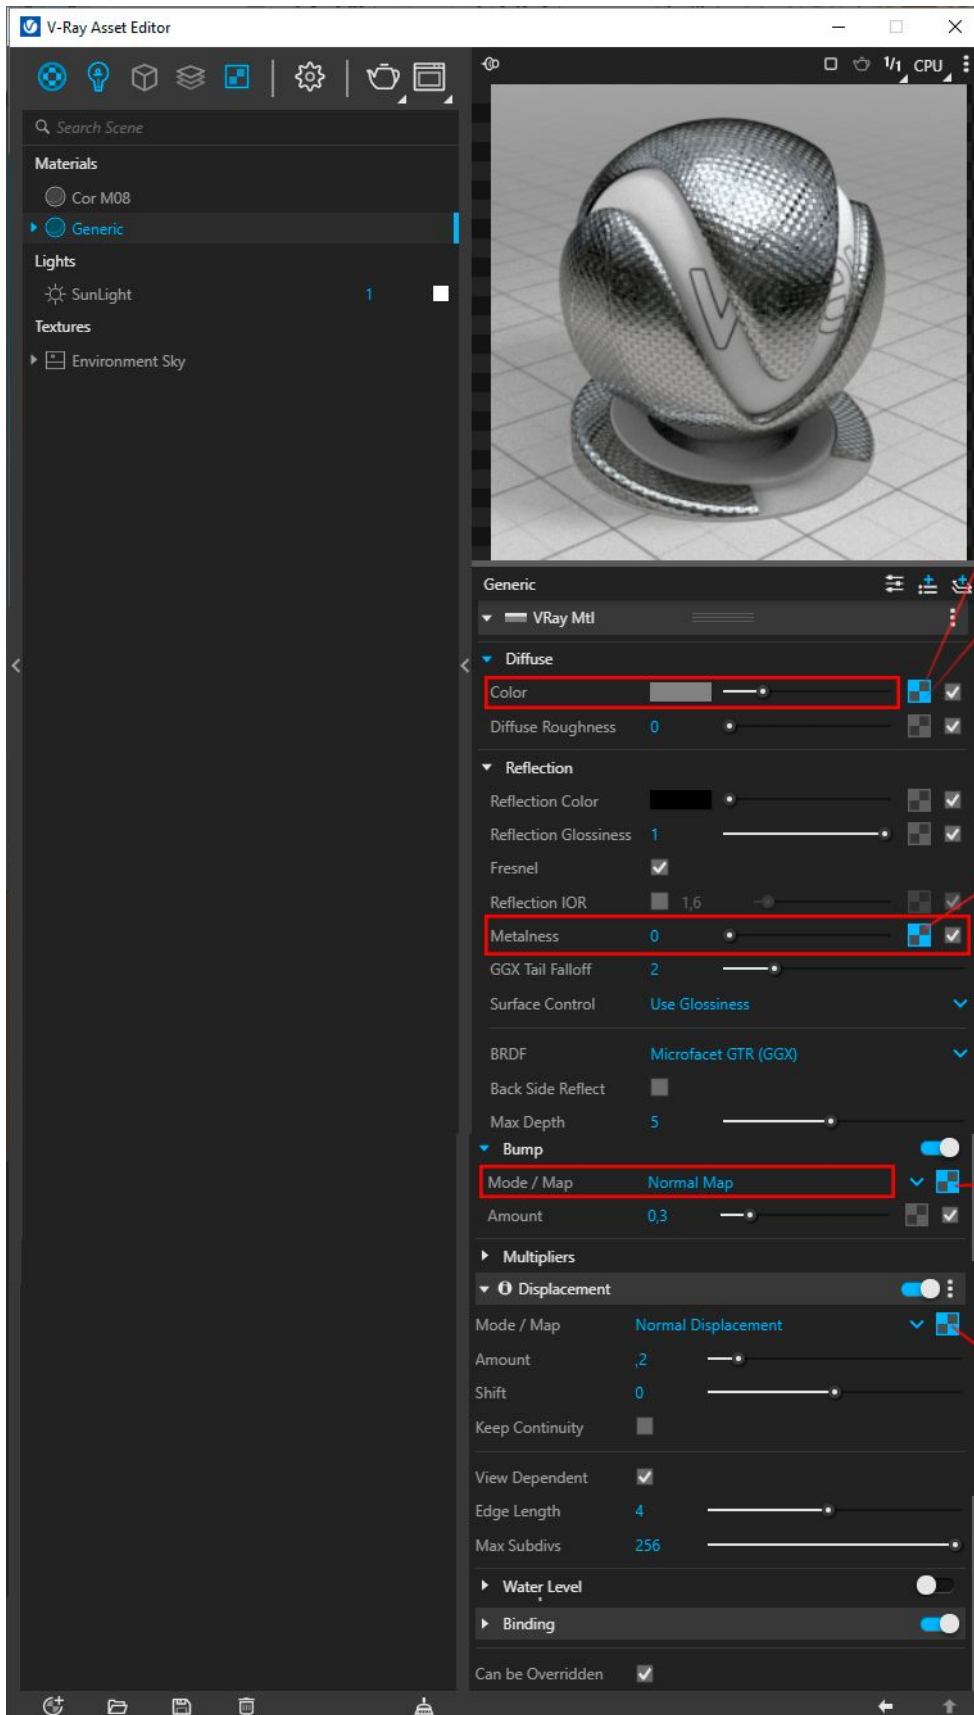 V-Ray Asset Editor
1/1 CPU
Search Scene
Materials
Cor M08
Generic
Lights
SunLight 1
Textures
Environment Sky
Generic
VRay Mtl
Diffuse
Color
Diffuse Roughness 0
Reflection
Reflection Color
Reflection Glossiness 1
Fresnel
Reflection IOR 1,6
Metalness 0
GGX Tail Falloff 2
Surface Control Use Glossiness
BRDF Microfacet GTR (GGX)
Back Side Reflect
Max Depth 5
Bump
Mode / Map Normal Map
Amount 0,3
Multipliers
Displacement
Mode / Map Normal Displacement
Amount ,2
Shift 0
Keep Continuity
View Dependent
Edge Length 4
Max Subdivs 256
Water Level
Binding
Can be Overridden